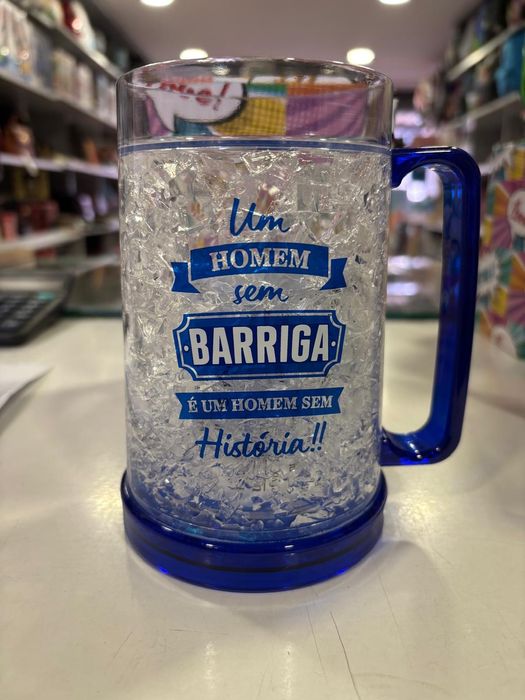 Um
HOMEM
sem
BARRIGA
É UM HOMEM SEM
História!!